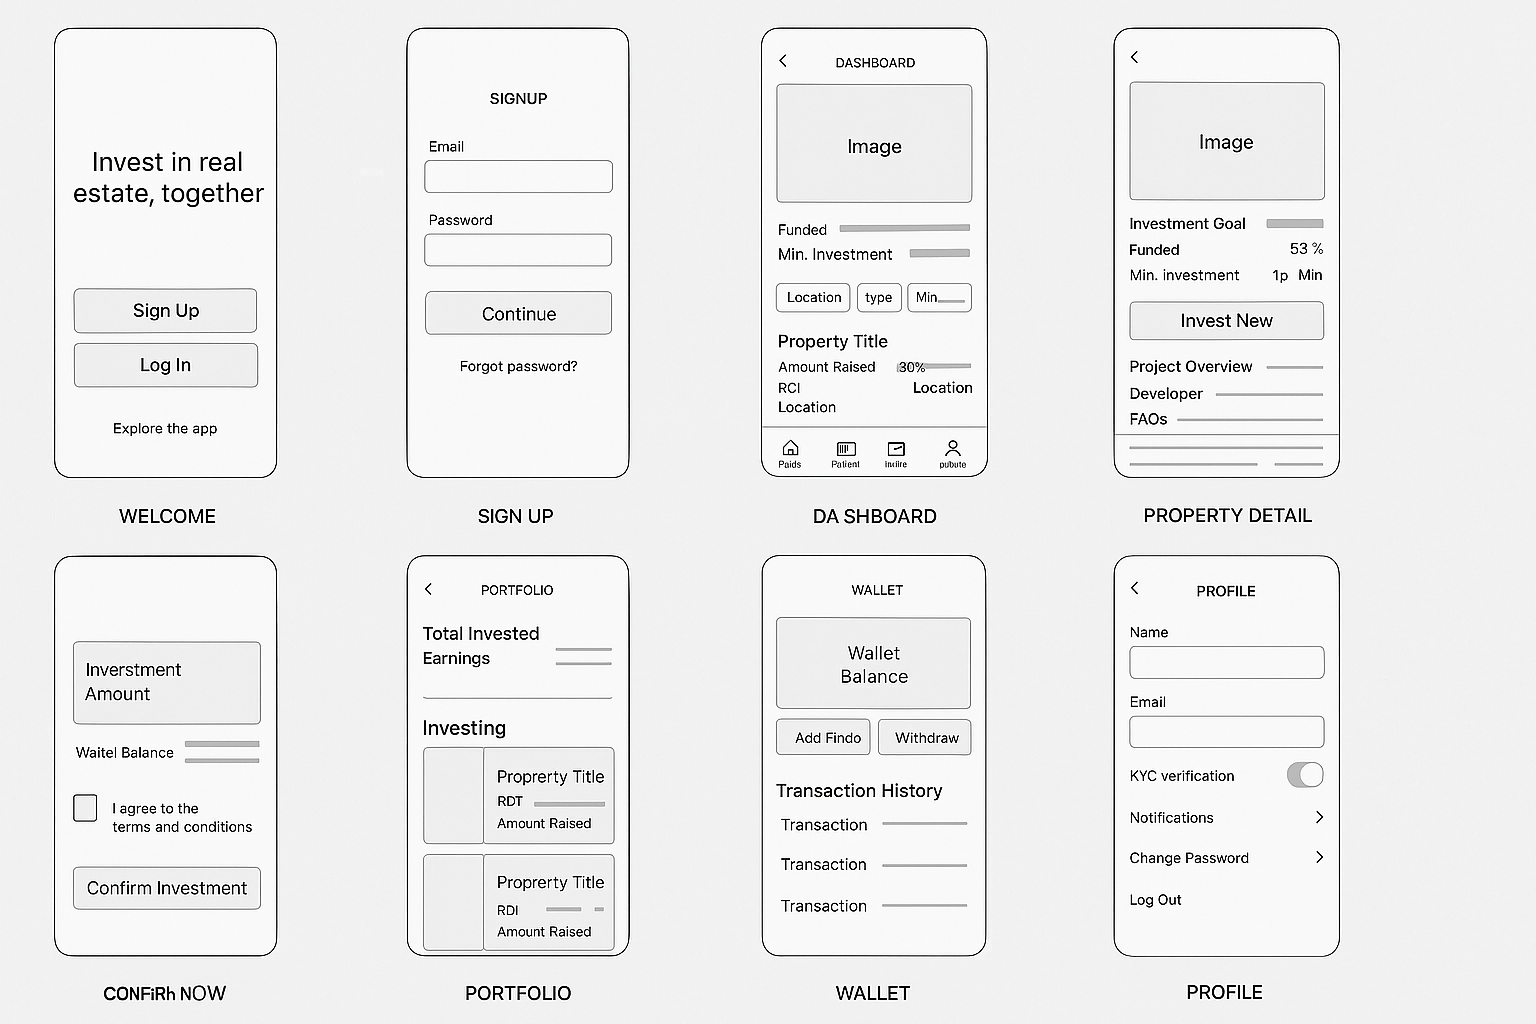 Invest in real
estate, together
Sign Up
Log In
Explore the app
WELCOME
SIGNUP
Email
Password
Continue
Forgot password?
SIGN UP
DASHBOARD
Image
Funded
Min. Investment
Location type Min
Property Title
Amount Raised 30%
RCI Location
Location
Paids Patient indire pubute
DA SHBOARD
Image
Investment Goal
Funded 53 %
Min. investment 1p Min
Invest New
Project Overview
Developer
FAOs
PROPERTY DETAIL
Inverstment
Amount
Waitel Balance
I agree to the
terms and conditions
Confirm Investment
CONFiRh NOW
PORTFOLIO
Total Invested
Earnings
Investing
Proprerty Title
RDT
Amount Raised
Proprerty Title
RDI
Amount Raised
PORTFOLIO
WALLET
Wallet
Balance
Add Findo Withdraw
Transaction History
Transaction
Transaction
Transaction
WALLET
PROFILE
Name
Email
KYC verification
Notifications
Change Password
Log Out
PROFILE